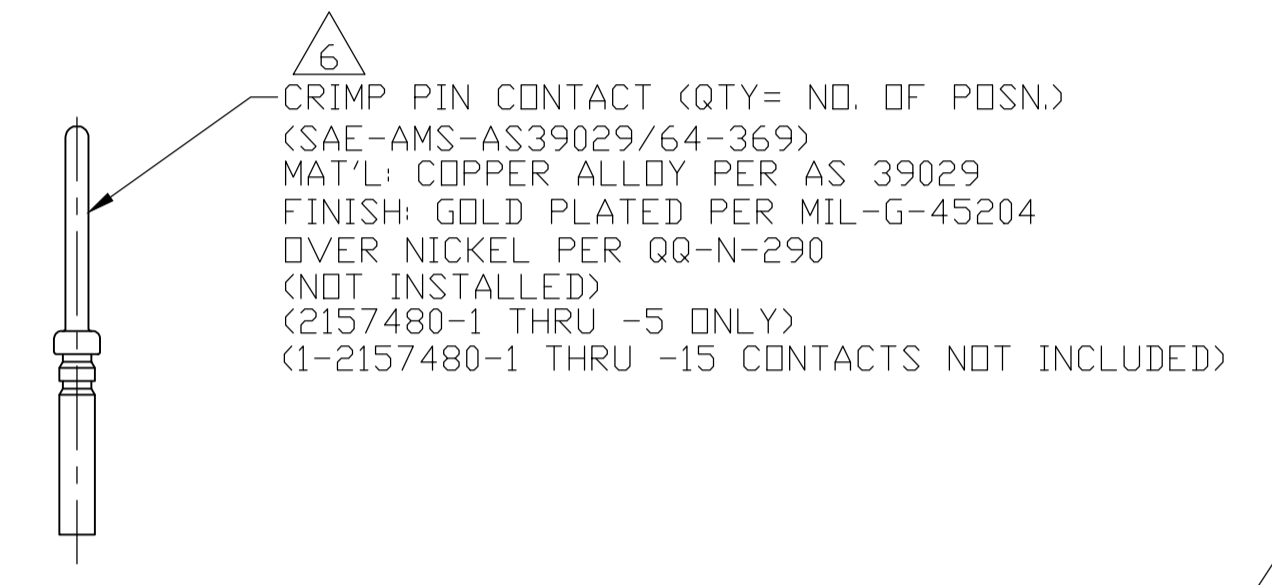 6
CRIMP PIN CONTACT (QTY= NO. OF POSN.)
(SAE-AMS-AS39029/64-369)
MAT'L: COPPER ALLOY PER AS 39029
FINISH: GOLD PLATED PER MIL-G-45204
OVER NICKEL PER QQ-N-290
(NOT INSTALLED)
(2157480-1 THRU -5 ONLY)
(1-2157480-1 THRU -15 CONTACTS NOT INCLUDED)